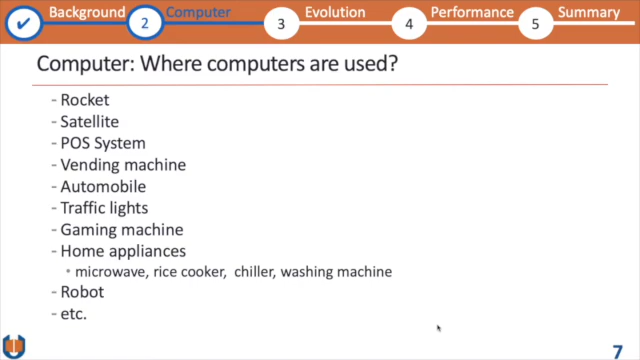 ✔ Background 2 Computer 3 Evolution 4 Performance 5 Summary
Computer: Where computers are used?
- Rocket
- Satellite
- POS System
- Vending machine
- Automobile
- Traffic lights
- Gaming machine
- Home appliances
• microwave, rice cooker, chiller, washing machine
- Robot
- etc.
7